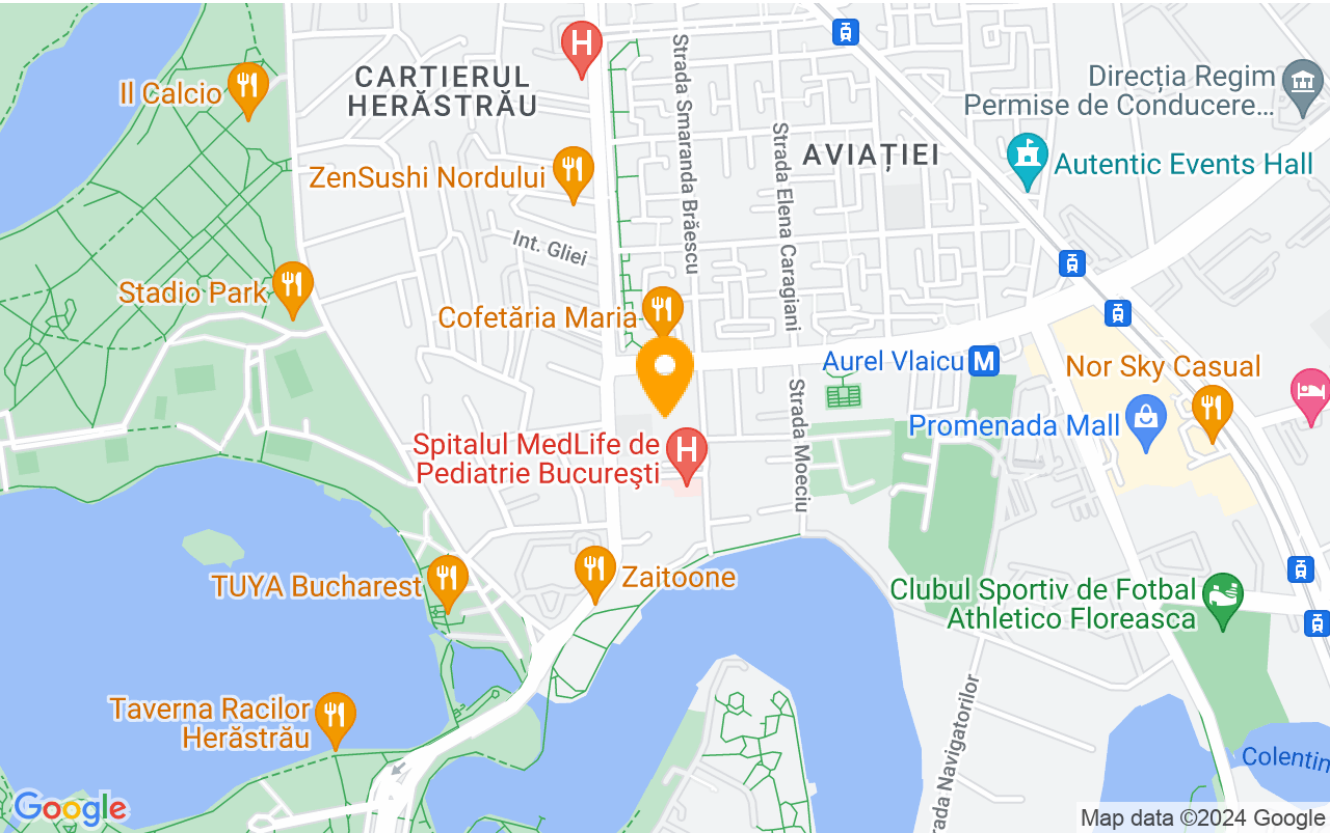 CARTIERUL
HERĂSTRĂU
Il Calcio
Strada Smaranda Brăescu
Direcția Regim
Permise de Conducere...
Strada Elena Caragiani
AVIAȚIEI
Autentic Events Hall
ZenSushi Nordului
Int. Gliei
Stadio Park
Cofetăria Maria
Aurel Vlaicu
M
Nor Sky Casual
Strada Moeciu
Promenada Mall
H
H
Spitalul MedLife de
Pediatrie Bucureşti
TUYA Bucharest
Zaitoone
Clubul Sportiv de Fotbal
Athletico Floreasca
Taverna Racilor
Herăstrău
rada Navigatorilor
Colentin
Google
Map data ©2024 Google